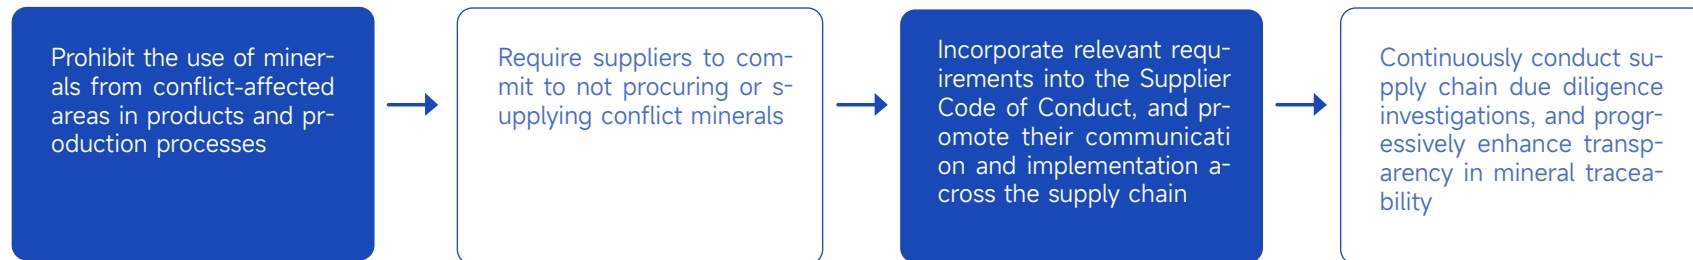 Prohibit the use of miner-
als from conflict-affected
areas in products and pr-
oduction processes
Require suppliers to com-
mit to not procuring or s-
upplying conflict minerals
Incorporate relevant requ-
irements into the Supplier
Code of Conduct, and pr-
omote their communicati
on and implementation a-
cross the supply chain
Continuously conduct su-
pply chain due diligence
investigations, and progr-
essively enhance transp-
arency in mineral tracea-
bility